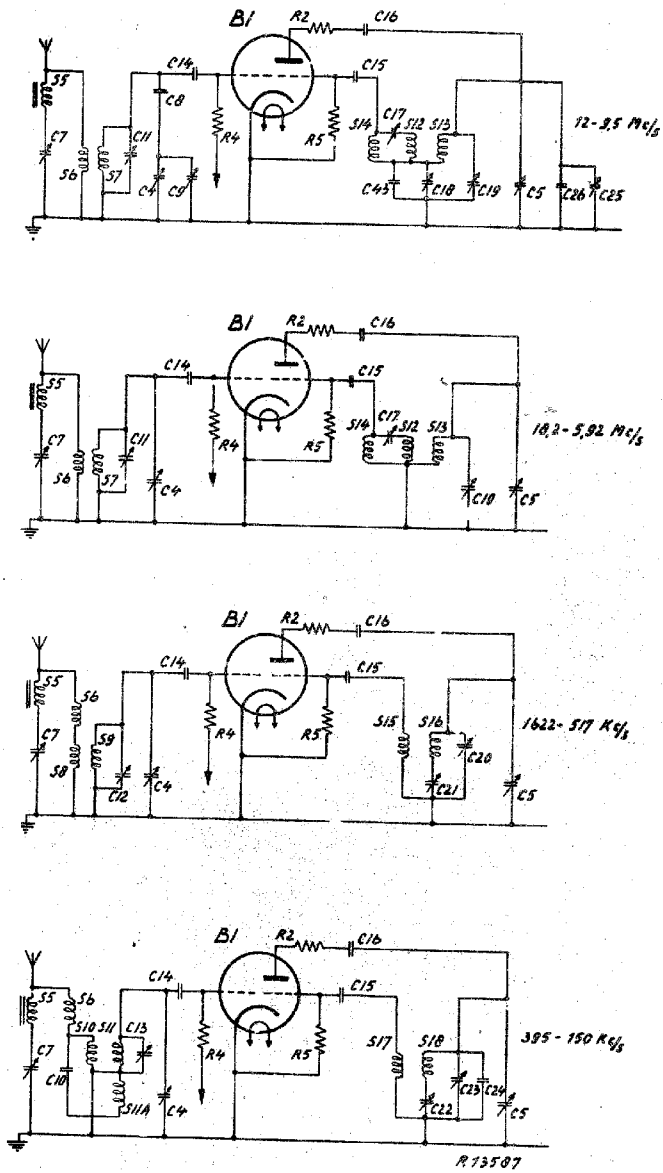 B1
R2
C16
C14
C15
S5
C8
C17
S14
S12
S13
12-9,5 Mc/s
C7
C11
R4
R5
S6
S7
C4
C9
C43
C18
C19
C5
C26
C25
B1
R2
C16
C14
C15
S5
C17
S14
S12
S13
18,2-5,92 Mc/s
C7
C11
R4
R5
S6
S7
C4
C10
C5
B1
R2
C16
C14
C15
S5
S6
R4
R5
S15
S16
1622-517 Kc/s
C7
S9
C20
S8
C12
C4
C21
C5
B1
R2
C16
C14
C15
S5
S6
S10
S11
C13
R4
R5
S17
S18
395-150 Kc/s
C7
C10
S11A
C4
C22
C23
C24
C5
R.13587